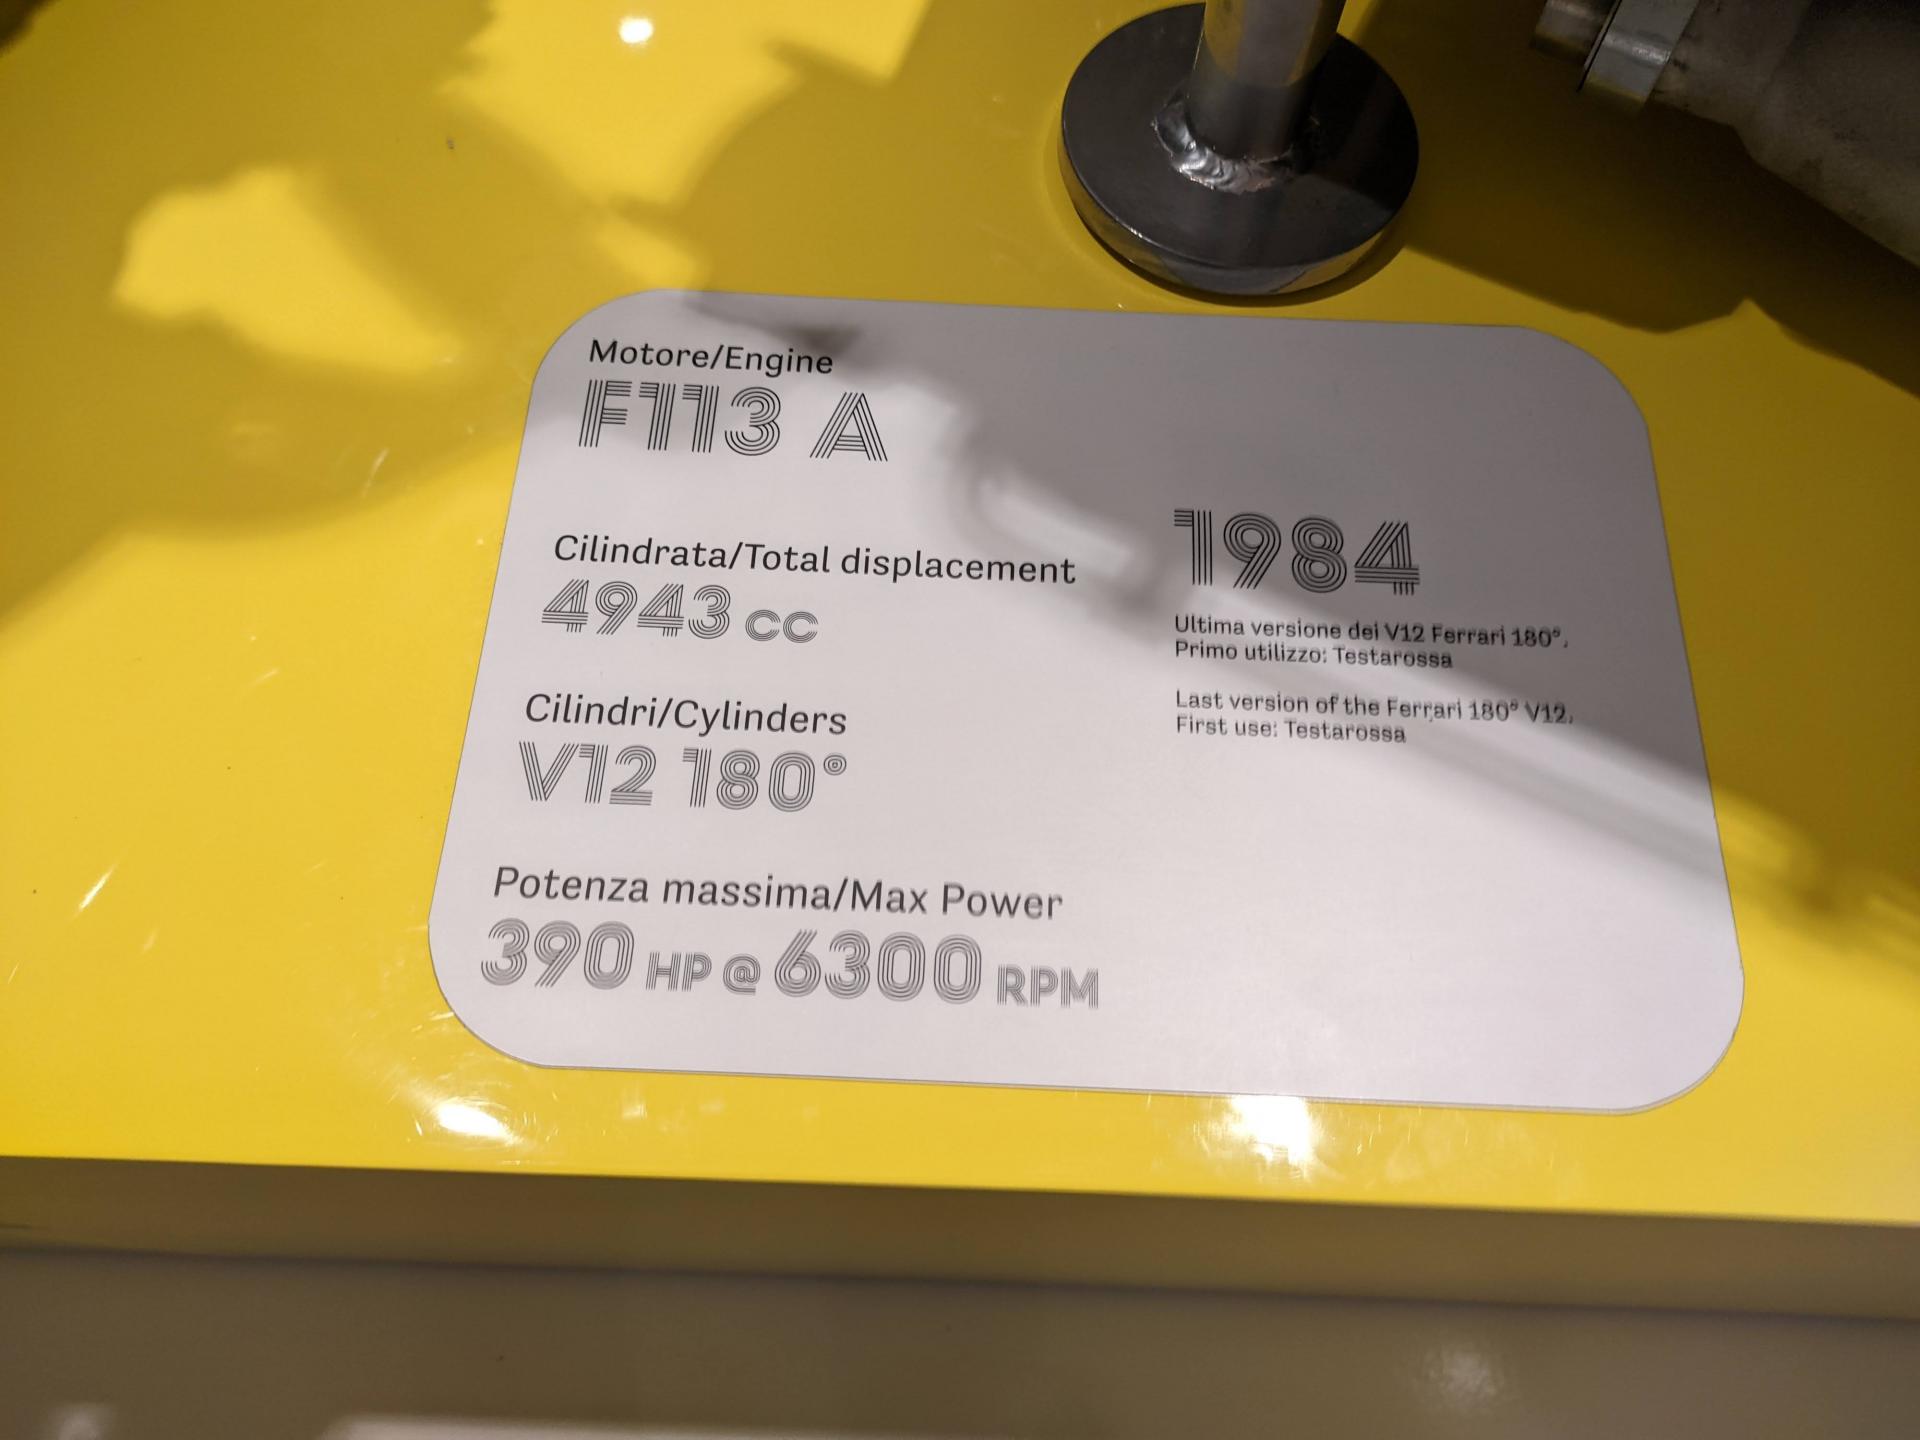 Motore/Engine
F113 A
Cilindrata/Total displacement
4943 cc
Cilindri/Cylinders
V12 180°
Potenza massima/Max Power
390 HP @ 6300 RPM
1984
Ultima versione dei V12 Ferrari 180°.
Primo utilizzo: Testarossa
Last version of the Ferrari 180° V12.
First use: Testarossa